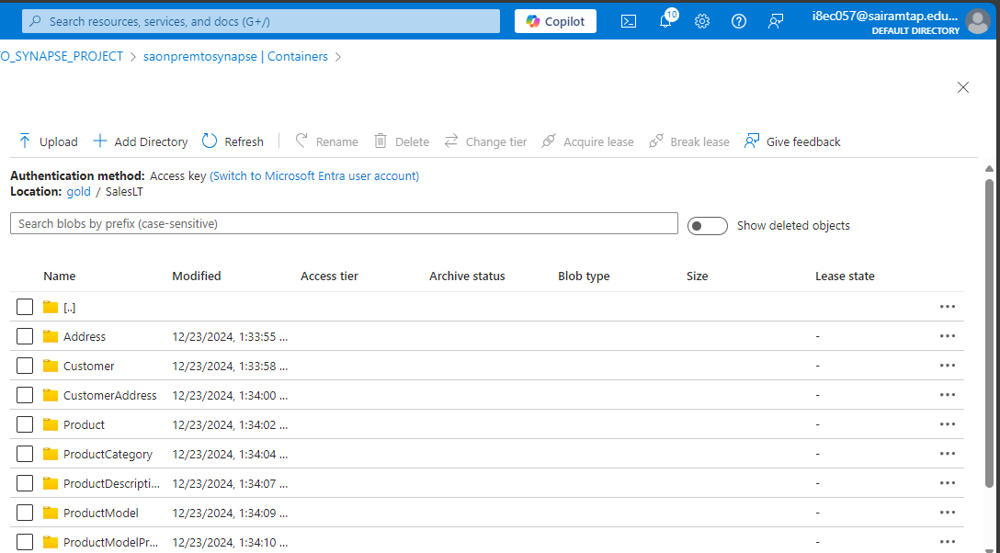 Search resources, services, and docs (G+/)
Copilot
10
i8ec057@sairamtap.edu...
DEFAULT DIRECTORY
O_SYNAPSE_PROJECT > saonpremtosynapse | Containers >
Upload Add Directory Refresh Rename Delete Change tier Acquire lease Break lease Give feedback
Authentication method: Access key (Switch to Microsoft Entra user account)
Location: gold / SalesLT
Search blobs by prefix (case-sensitive)
Show deleted objects
Name Modified Access tier Archive status Blob type Size Lease state
[..] •••
Address 12/23/2024, 1:33:55 ... - •••
Customer 12/23/2024, 1:33:58 ... - •••
CustomerAddress 12/23/2024, 1:34:00 ... - •••
Product 12/23/2024, 1:34:02 ... - •••
ProductCategory 12/23/2024, 1:34:04 ... - •••
ProductDescripti... 12/23/2024, 1:34:07 ... - •••
ProductModel 12/23/2024, 1:34:09 ... - •••
ProductModelPr... 12/23/2024, 1:34:10 ... - •••